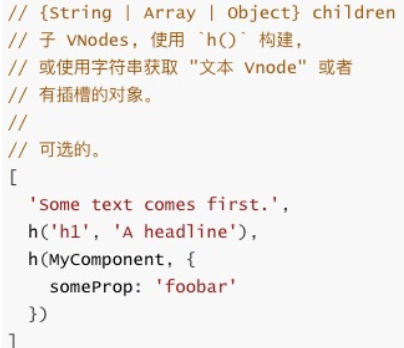 // {String | Array | Object} children
// 子 VNodes, 使用 `h()` 构建,
// 或使用字符串获取 "文本 Vnode" 或者
// 有插槽的对象。
//
// 可选的。
[
  'Some text comes first.',
  h('h1', 'A headline'),
  h(MyComponent, {
    someProp: 'foobar'
  })
]